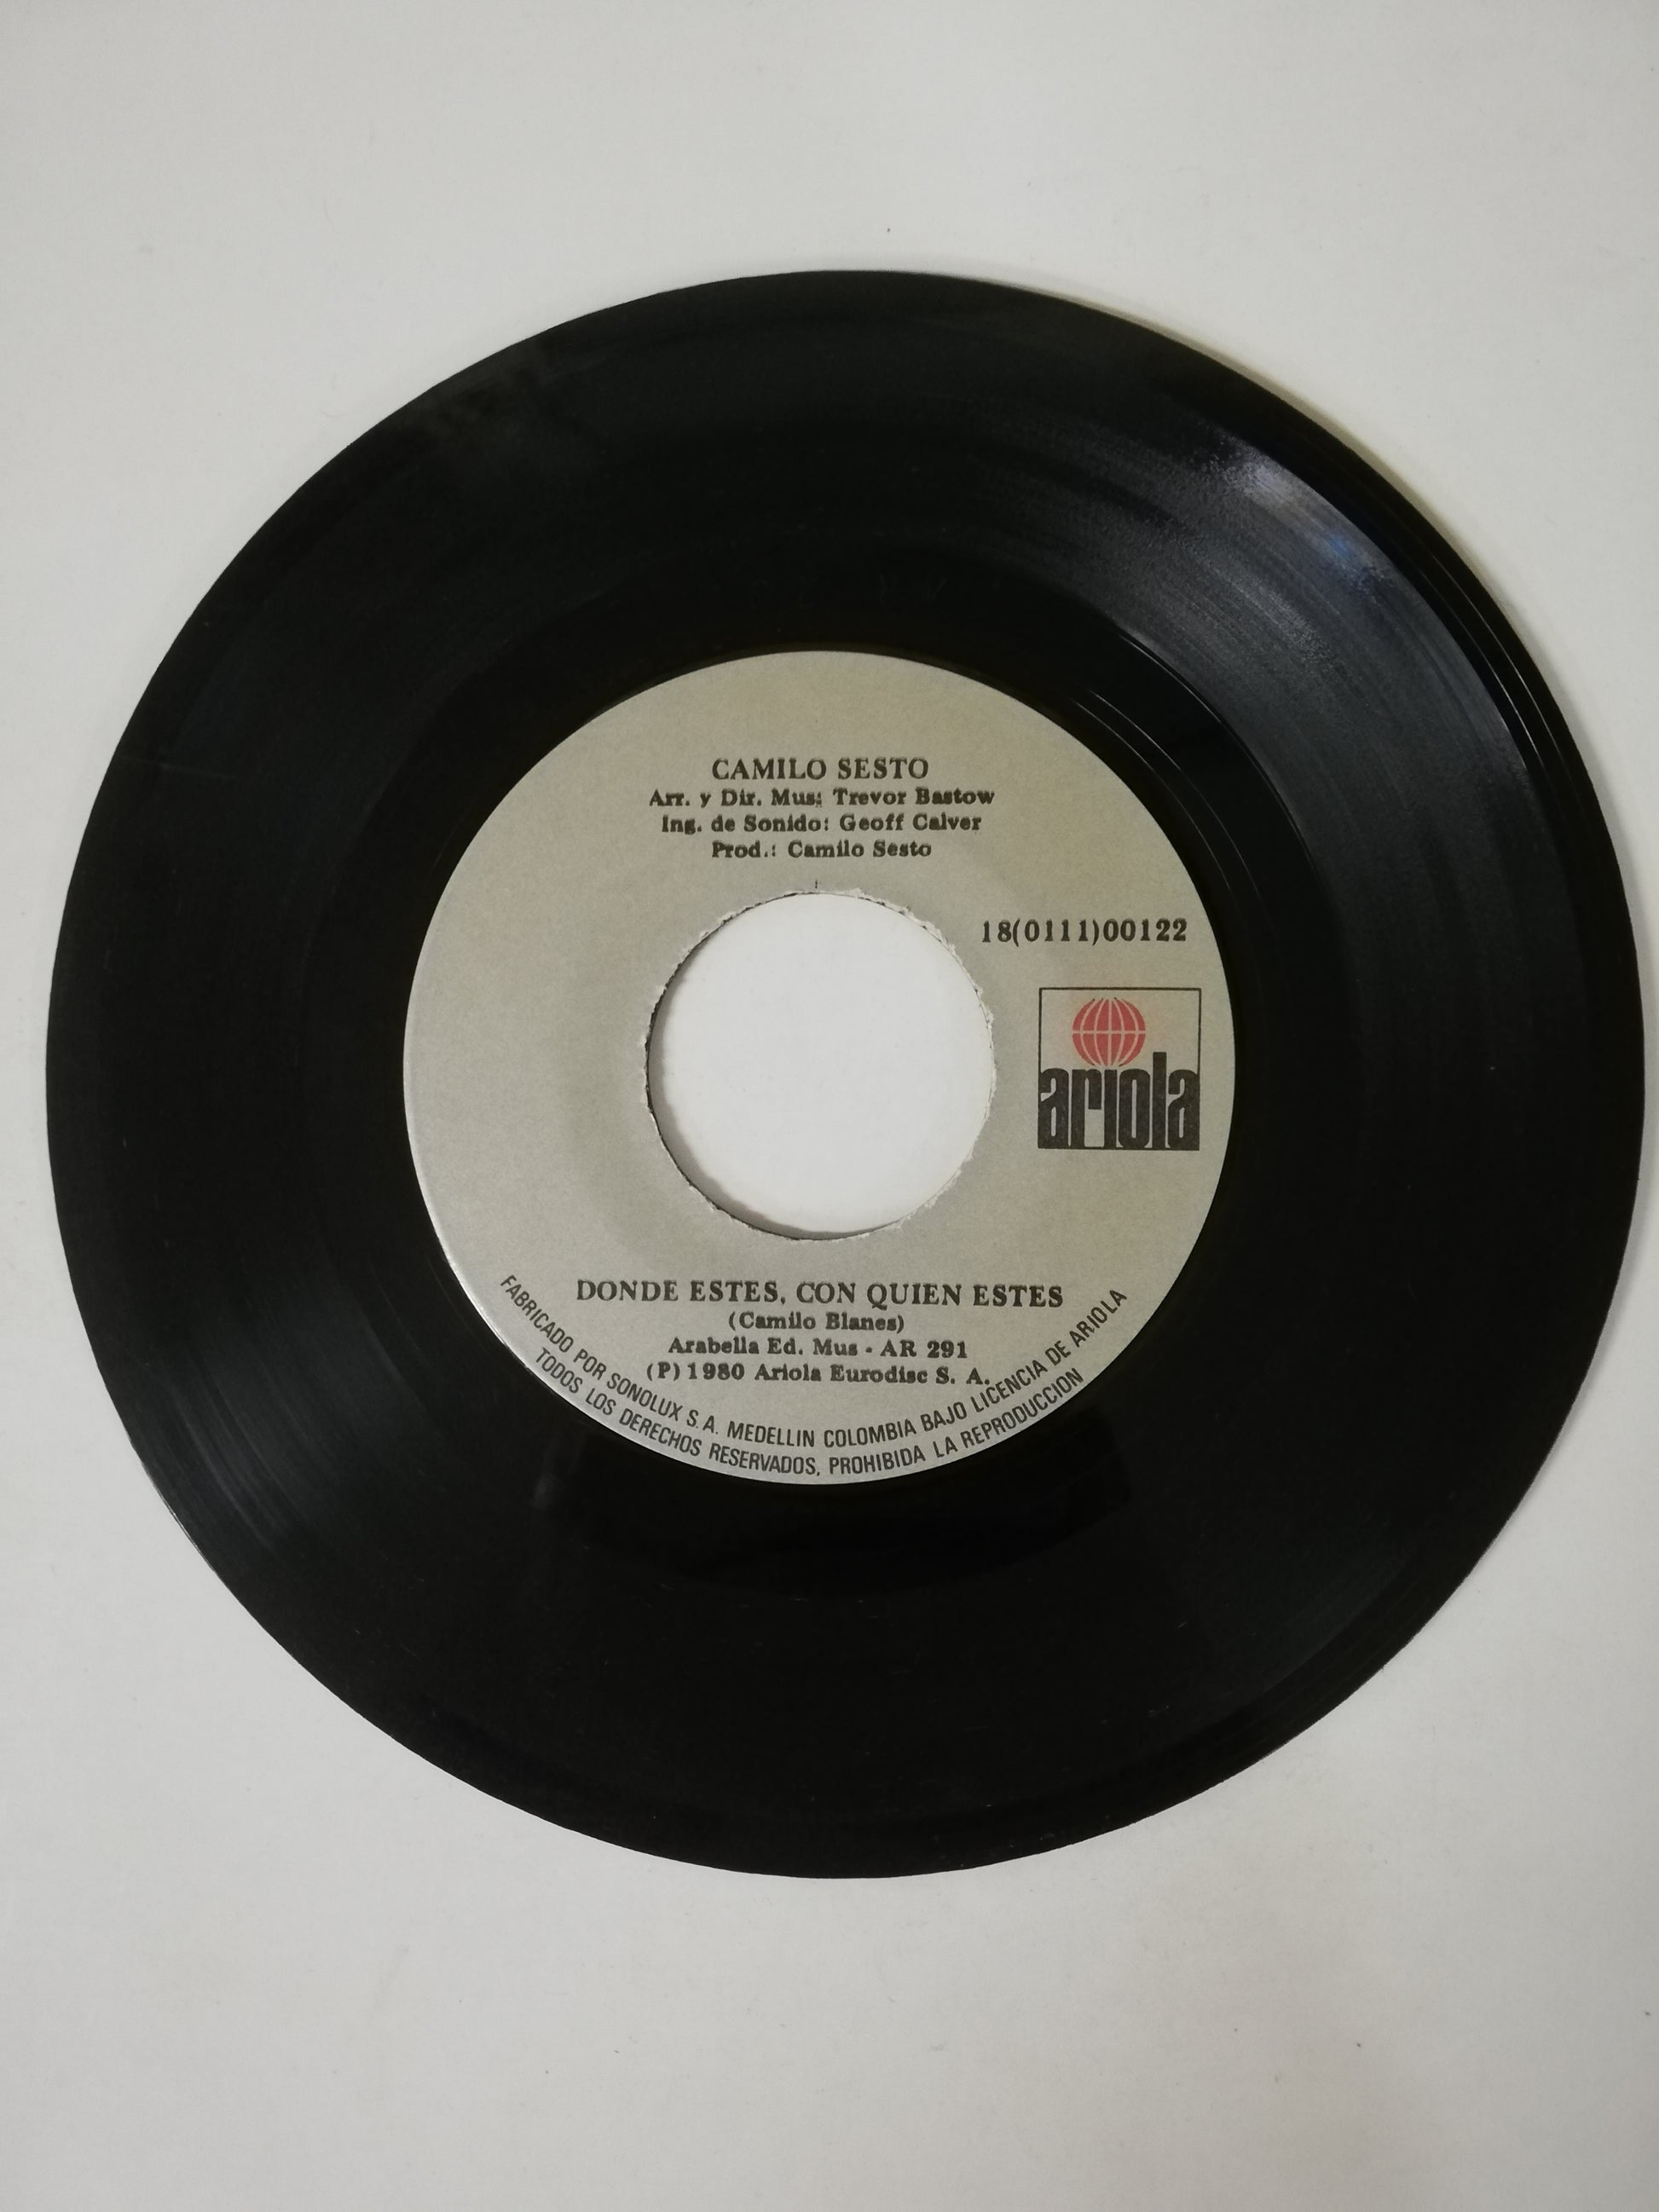 CAMILO SESTO
Arr. y Dir. Mus: Trevor Bastow
Ing. de Sonido: Geoff Calver
Prod.: Camilo Sesto
18(0111)00122
ariola
DONDE ESTES, CON QUIEN ESTES
(Camilo Blanes)
Arabella Ed. Mus - AR 291
(P) 1980 Ariola Eurodisc S. A.
FABRICADO POR SONOLUX S.A. MEDELLIN COLOMBIA BAJO LICENCIA DE ARIOLA
TODOS LOS DERECHOS RESERVADOS, PROHIBIDA LA REPRODUCCION